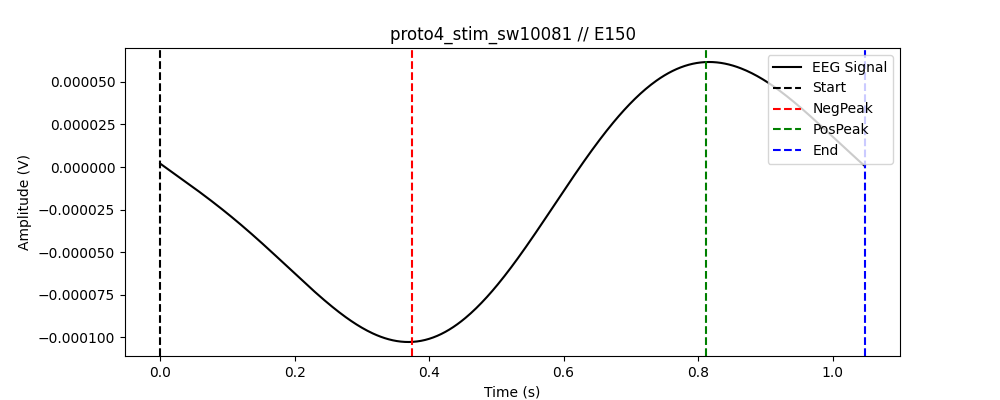 proto4_stim_sw10081 // E150
EEG Signal
Start
NegPeak
PosPeak
End
Amplitude (V)
0.000050
0.000025
0.000000
−0.000025
−0.000050
−0.000075
−0.000100
0.0 0.2 0.4 0.6 0.8 1.0
Time (s)